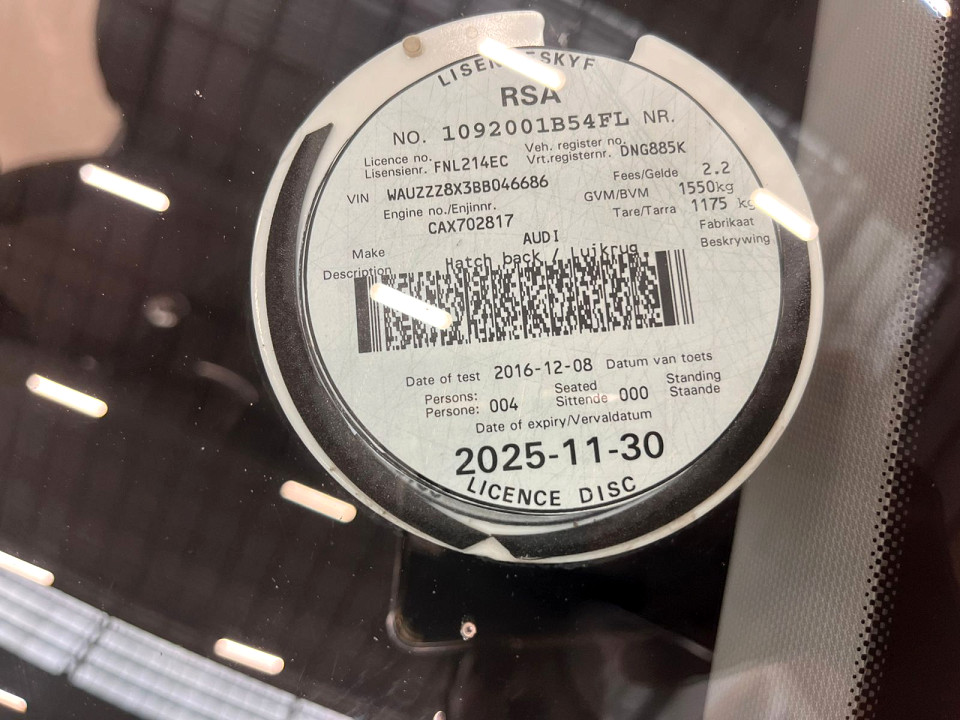 RSA
NO. 1092001B54FL NR.
Licence no. Veh. register no.
Lisensienr. FNL214EC Vrt.registernr. DNG885K
VIN WAUZZZ8X3BB046686 Fees/Gelde 2.2
Engine no./Enjinnr. GVM/BVM 1550kg
CAX702817 Tare/Tarra 1175 kg
Make AUDI Fabrikaat
Description Hatch back / Luikrug Beskrywing
Date of test 2016-12-08 Datum van toets
Persons: Seated Standing
Persone: 004 Sittende 000 Staande
Date of expiry/Vervaldatum
2025-11-30
LICENCE DISC